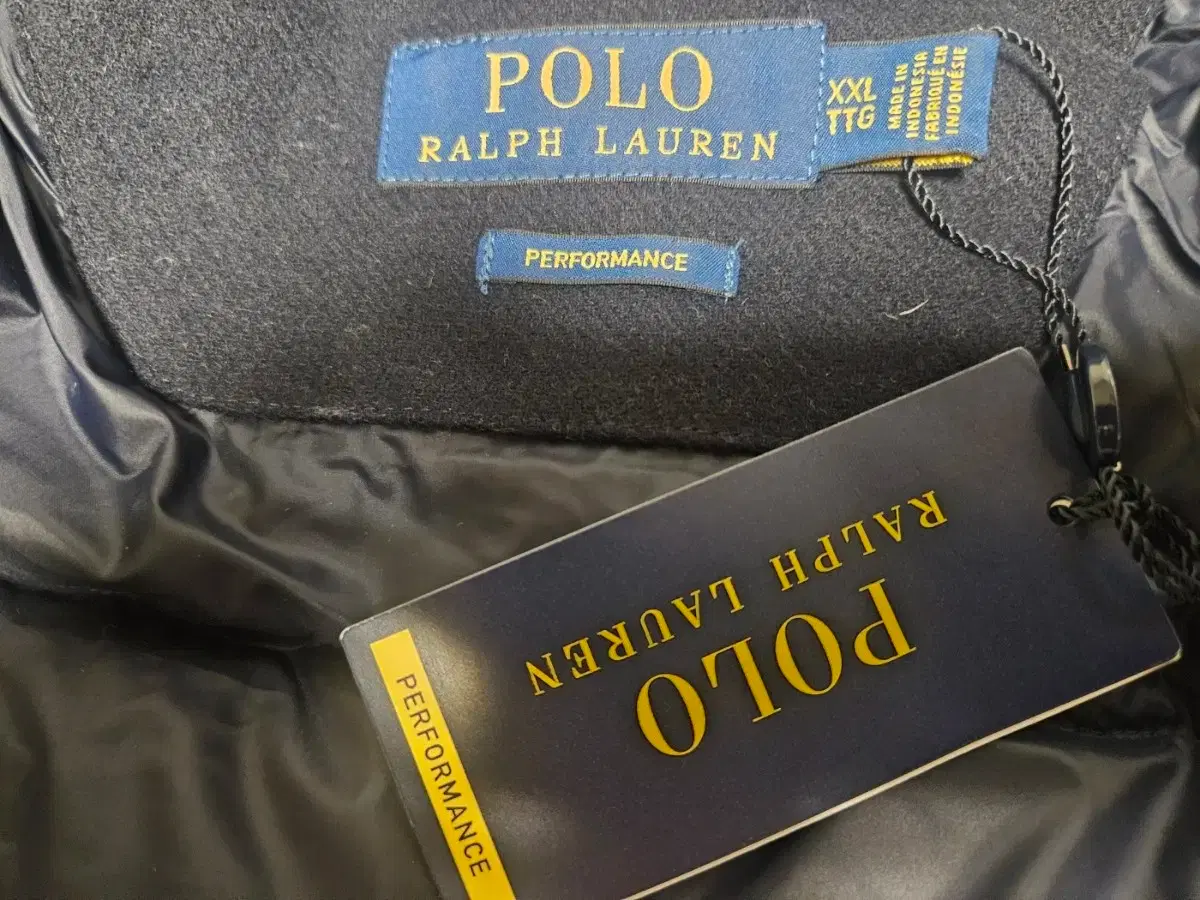 POLO
RALPH LAUREN
XXL
TTG
MADE IN
INDONESIA
FABRIQUÉ EN
INDONÉSIE
PERFORMANCE
POLO
RALPH LAUREN
PERFORMANCE